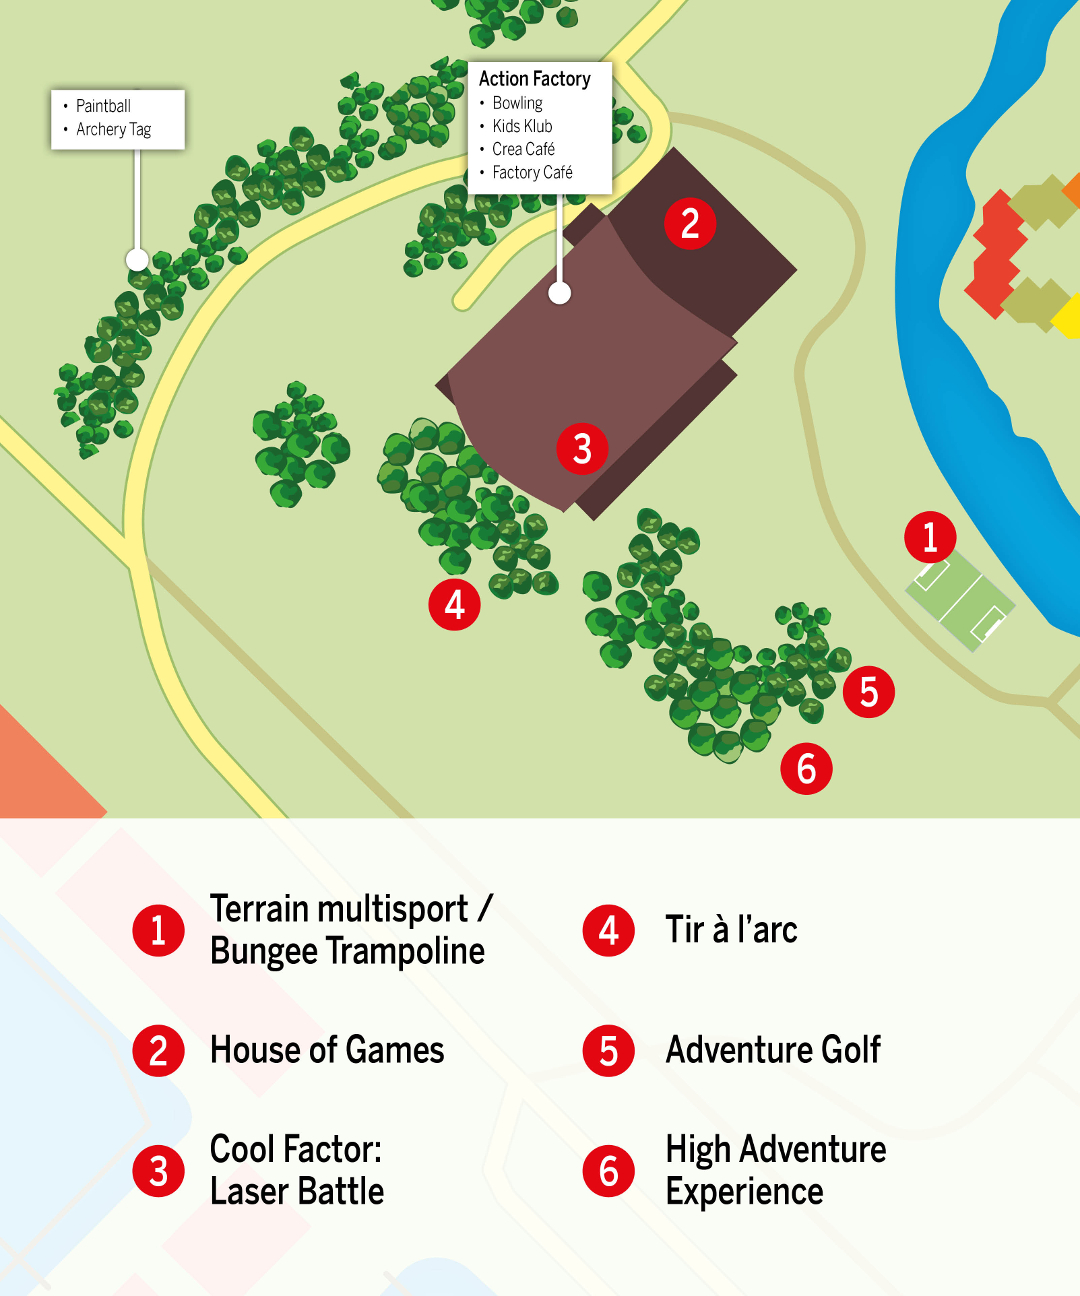 Action Factory
• Bowling
• Kids Klub
• Crea Café
• Factory Café
• Paintball
• Archery Tag
2
3
1
4
5
6
1 Terrain multisport /
Bungee Trampoline
2 House of Games
3 Cool Factor:
Laser Battle
4 Tir à l’arc
5 Adventure Golf
6 High Adventure
Experience